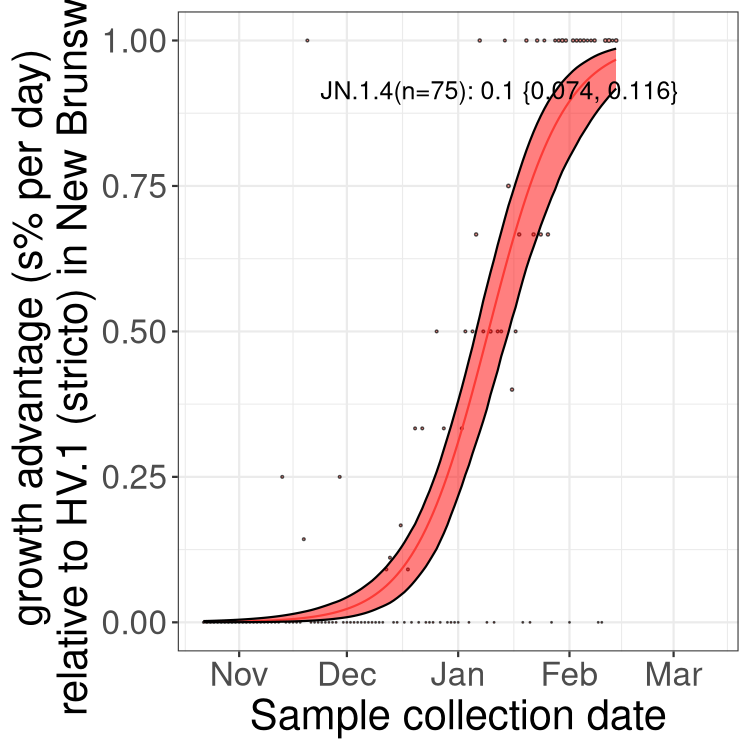 growth advantage (s% per day)
relative to HV.1 (stricto) in New Brunsw
1.00
0.75
0.50
0.25
0.00
JN.1.4(n=75): 0.1 {0.074, 0.116}
Nov Dec Jan Feb Mar
Sample collection date